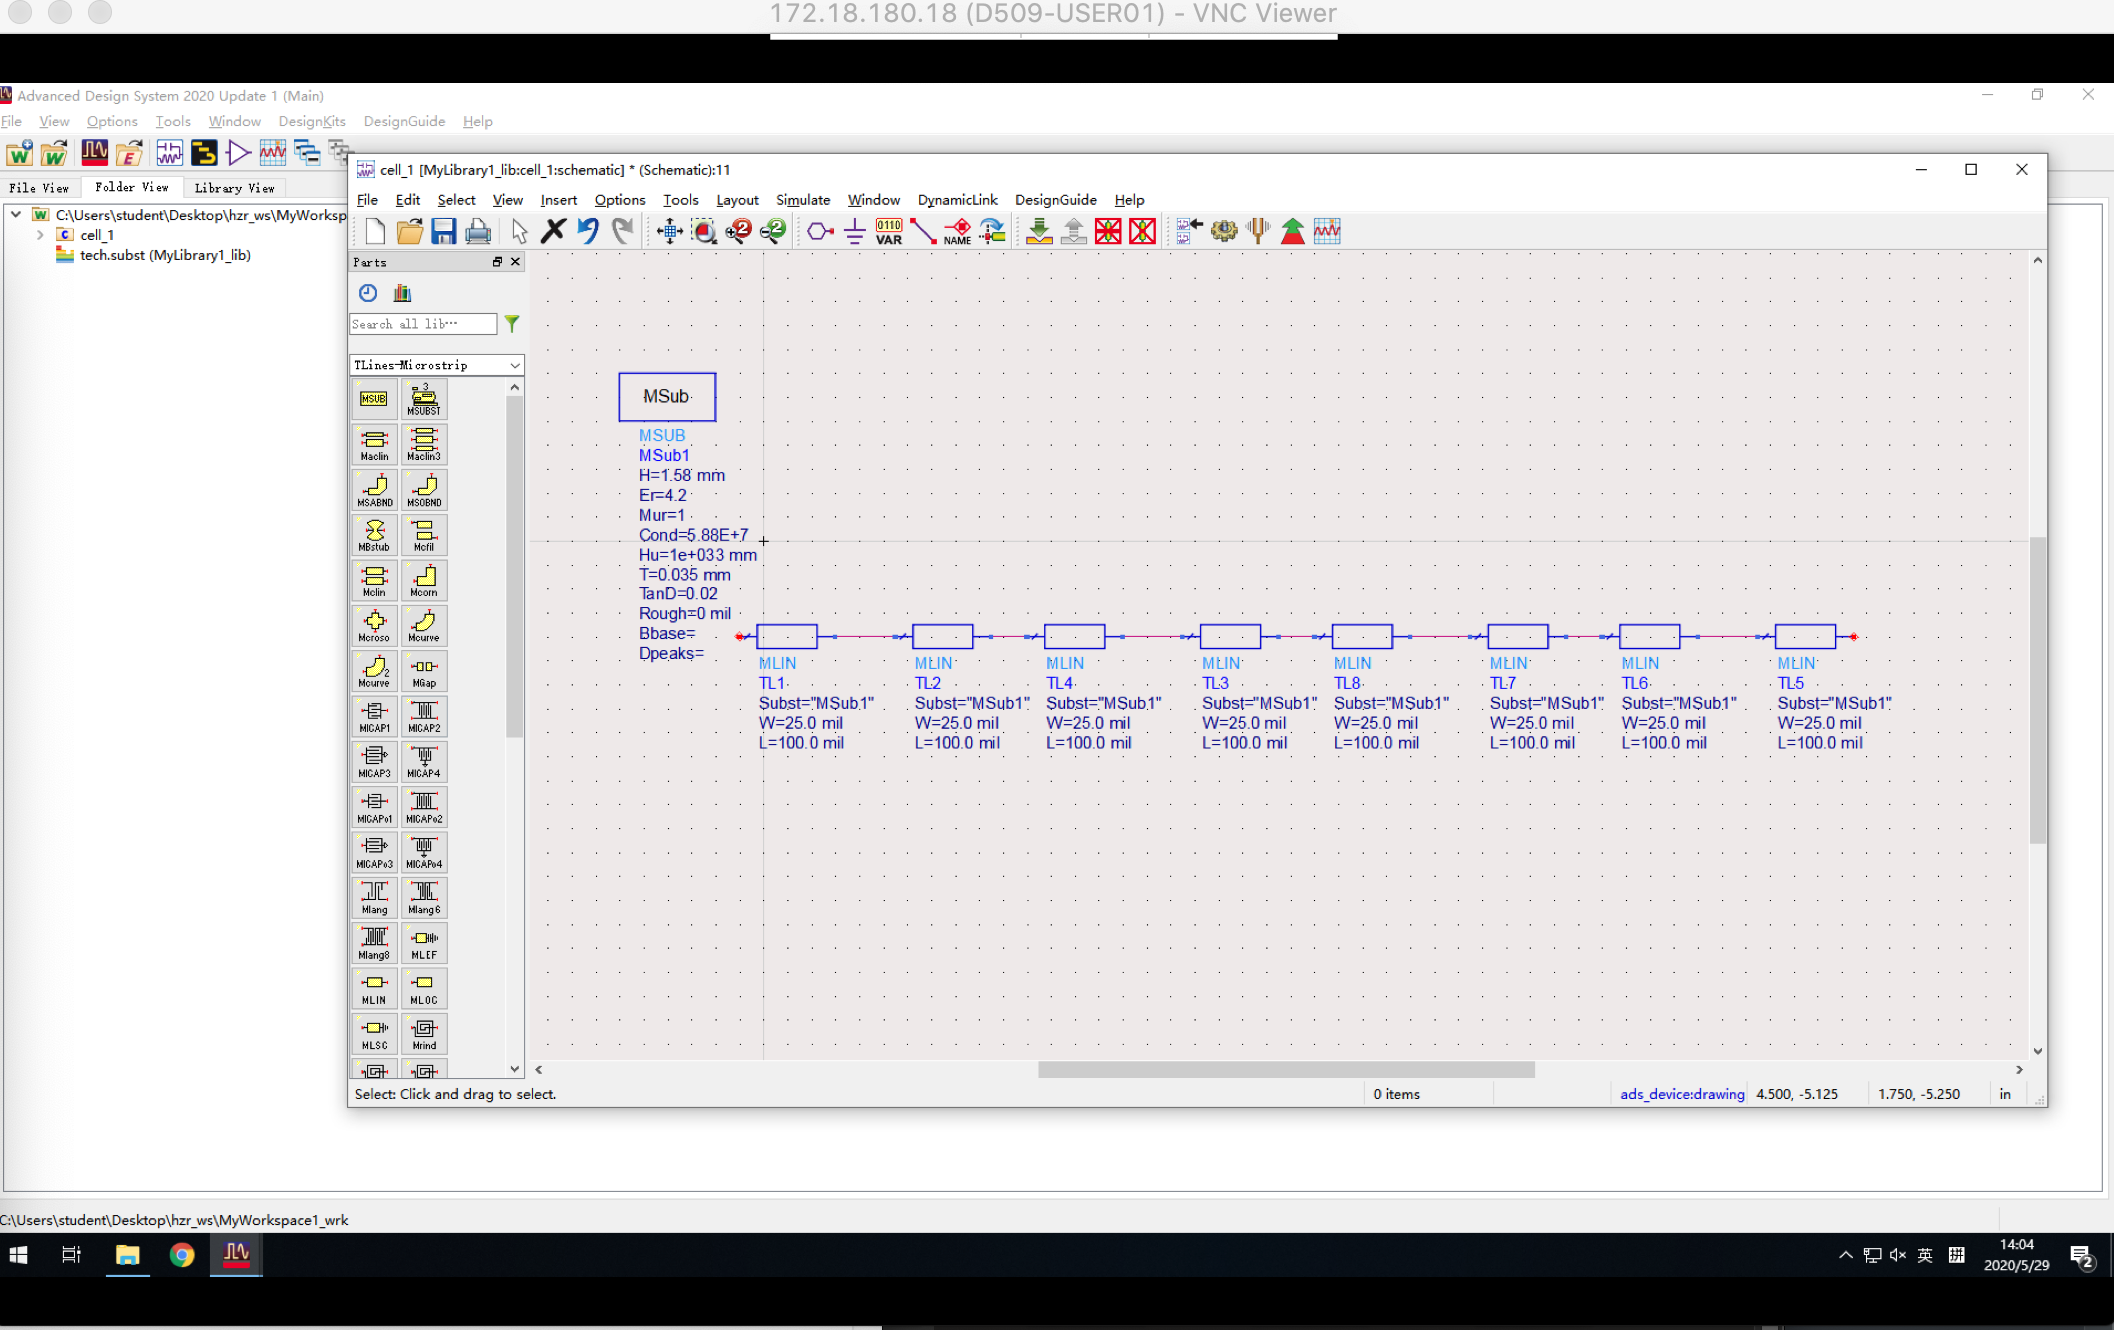 172.18.180.18 (D509-USER01) - VNC Viewer
Advanced Design System 2020 Update 1 (Main)
File View Options Tools Window DesignKits DesignGuide Help
File View Folder View Library View
C:\Users\student\Desktop\hzr_ws\MyWorksp
cell_1
tech.subst (MyLibrary1_lib)
cell_1 [MyLibrary1_lib:cell_1:schematic] * (Schematic):11
File Edit Select View Insert Options Tools Layout Simulate Window DynamicLink DesignGuide Help
0110 VAR NAME
Parts
Search all lib…
TLines-Microstrip
MSUB MSUBST
Maclin Maclin3
MSABND MSOBND
MBstub Mcfil
Mclin Mcorn
Mcroso Mcurve
Mcurve MGap
MICAP1 MICAP2
MICAP3 MICAP4
MICAPo1 MICAPo2
MICAPo3 MICAPo4
Mlang Mlang6
Mlang8 MLEF
MLIN MLOC
MLSC Mrind
MSub
MSUB
MSub1
H=1.58 mm
Er=4.2
Mur=1
Cond=5.88E+7
Hu=1e+033 mm
T=0.035 mm
TanD=0.02
Rough=0 mil
Bbase=
Dpeaks=
MLIN MLIN MLIN MLIN MLIN MLIN MLIN MLIN
TL1 TL2 TL4 TL3 TL8 TL7 TL6 TL5
Subst="MSub1" Subst="MSub1" Subst="MSub1" Subst="MSub1" Subst="MSub1" Subst="MSub1" Subst="MSub1" Subst="MSub1"
W=25.0 mil W=25.0 mil W=25.0 mil W=25.0 mil W=25.0 mil W=25.0 mil W=25.0 mil W=25.0 mil
L=100.0 mil L=100.0 mil L=100.0 mil L=100.0 mil L=100.0 mil L=100.0 mil L=100.0 mil L=100.0 mil
Select: Click and drag to select. 0 items ads_device:drawing 4.500, -5.125 1.750, -5.250 in
C:\Users\student\Desktop\hzr_ws\MyWorkspace1_wrk
英 拼 14:04
2020/5/29 2